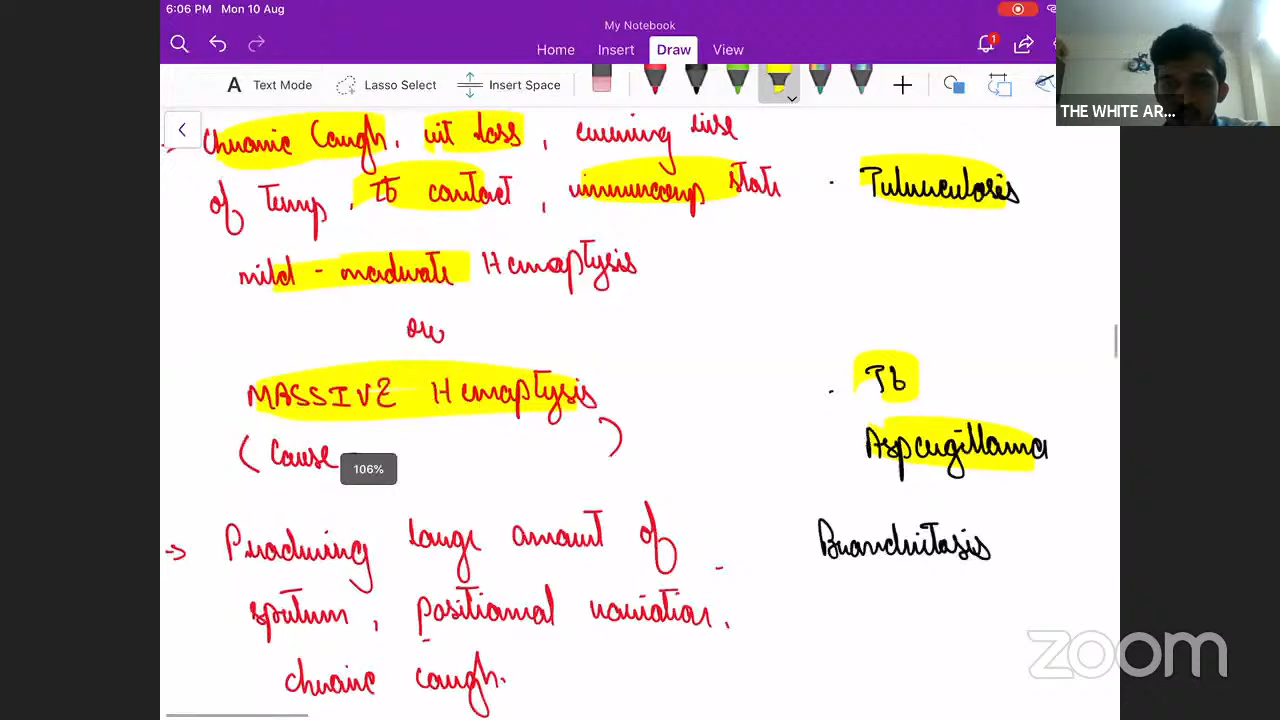 6:06 PM Mon 10 Aug
My Notebook
Home Insert Draw View
1
A Text Mode Lasso Select Insert Space
THE WHITE AR...
chronic Cough, wt loss, evening rise
of Temp, Tb contact, immunocomp state . Tuberculosis
mild - moderate Hemoptysis
or
MASSIVE Hemoptysis . Tb
(Cause ) Aspergilloma
106%
→ Producing large amount of Bronchitasis
sputum, positional variation,
chronic cough.
zoom